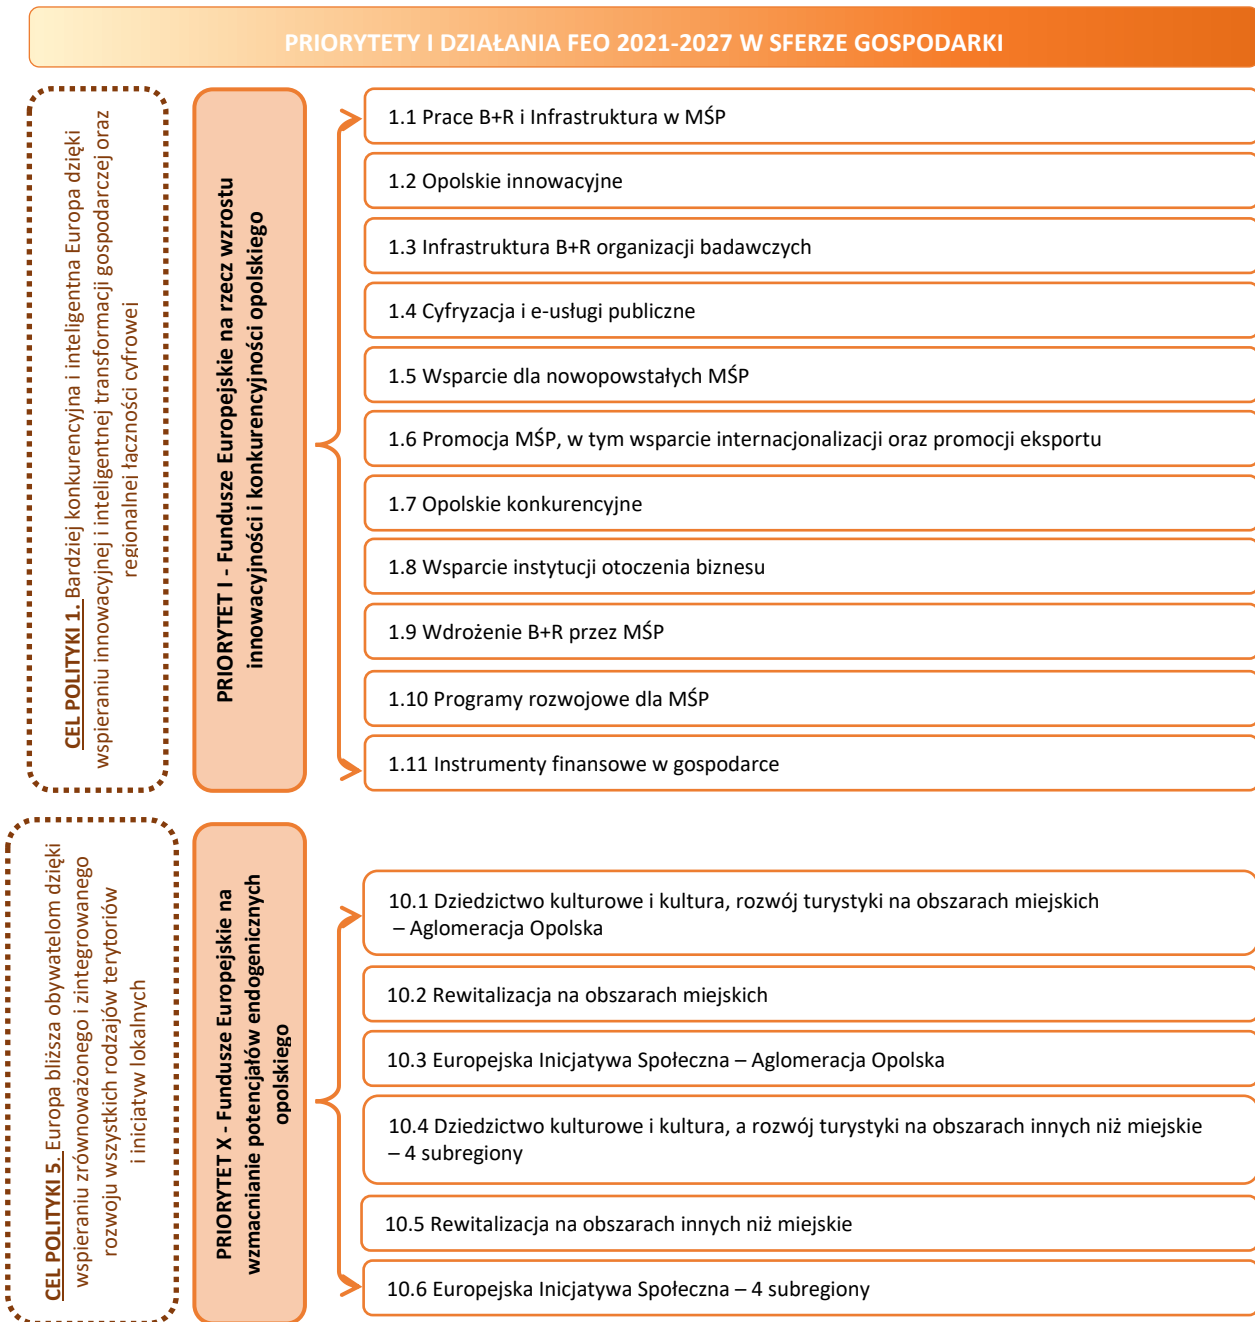 PRIORYTETY I DZIAŁANIA FEO 2021-2027 W SFERZE GOSPODARKI
CEL POLITYKI 1. Bardziej konkurencyjna i inteligentna Europa dzięki
wspieraniu innowacyjnej i inteligentnej transformacji gospodarczej oraz
regionalnej łączności cyfrowej
PRIORYTET I - Fundusze Europejskie na rzecz wzrostu
innowacyjności i konkurencyjności opolskiego
1.1 Prace B+R i Infrastruktura w MŚP
1.2 Opolskie innowacyjne
1.3 Infrastruktura B+R organizacji badawczych
1.4 Cyfryzacja i e-usługi publiczne
1.5 Wsparcie dla nowopowstałych MŚP
1.6 Promocja MŚP, w tym wsparcie internacjonalizacji oraz promocji eksportu
1.7 Opolskie konkurencyjne
1.8 Wsparcie instytucji otoczenia biznesu
1.9 Wdrożenie B+R przez MŚP
1.10 Programy rozwojowe dla MŚP
1.11 Instrumenty finansowe w gospodarce
CEL POLITYKI 5. Europa bliższa obywatelom dzięki
wspieraniu zrównoważonego i zintegrowanego
rozwoju wszystkich rodzajów terytoriów
i inicjatyw lokalnych
PRIORYTET X - Fundusze Europejskie na
wzmacnianie potencjałów endogenicznych
opolskiego
10.1 Dziedzictwo kulturowe i kultura, rozwój turystyki na obszarach miejskich
– Aglomeracja Opolska
10.2 Rewitalizacja na obszarach miejskich
10.3 Europejska Inicjatywa Społeczna – Aglomeracja Opolska
10.4 Dziedzictwo kulturowe i kultura, a rozwój turystyki na obszarach innych niż miejskie
– 4 subregiony
10.5 Rewitalizacja na obszarach innych niż miejskie
10.6 Europejska Inicjatywa Społeczna – 4 subregiony